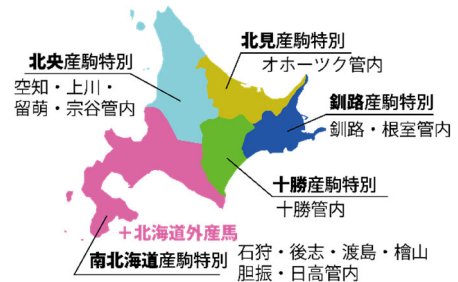 北見産駒特別
オホーツク管内
北央産駒特別
空知・上川・
留萌・宗谷管内
釧路産駒特別
釧路・根室管内
十勝産駒特別
十勝管内
＋北海道外産馬
南北海道産駒特別
石狩・後志・渡島・檜山
胆振・日高管内